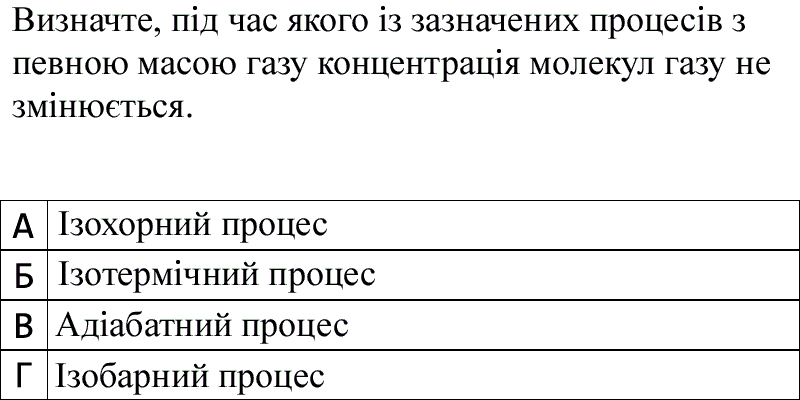 Визначте, під час якого із зазначених процесів з
певною масою газу концентрація молекул газу не
змінюється.
А Ізохорний процес
Б Ізотермічний процес
В Адіабатний процес
Г Ізобарний процес